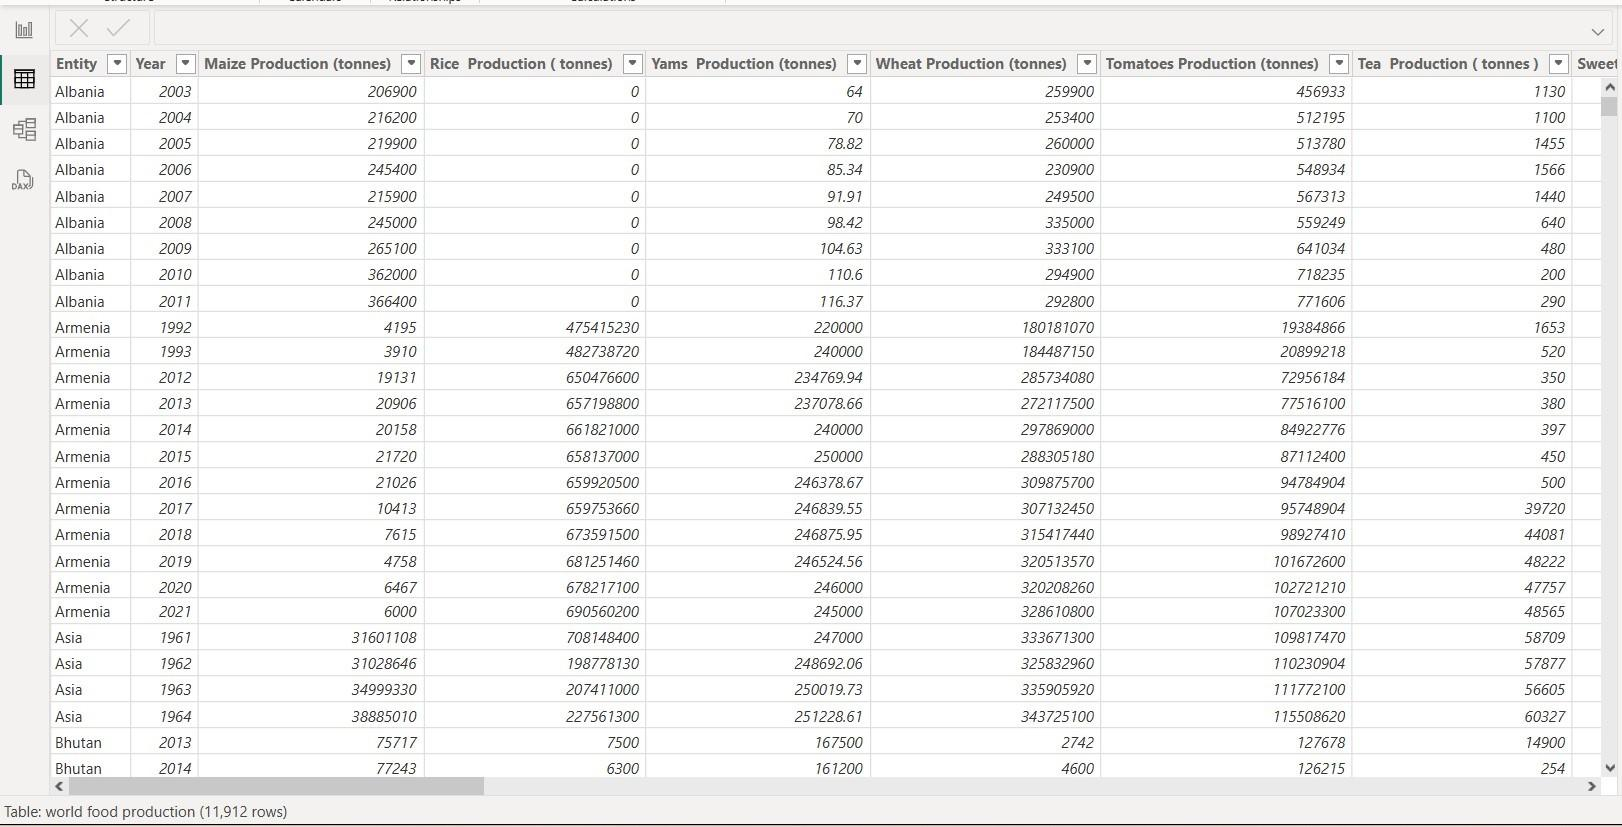 DAX
Entity Year Maize Production (tonnes) Rice  Production ( tonnes) Yams  Production (tonnes) Wheat Production (tonnes) Tomatoes Production (tonnes) Tea  Production ( tonnes ) Sweet
Albania 2003 206900 0 64 259900 456933 1130
Albania 2004 216200 0 70 253400 512195 1100
Albania 2005 219900 0 78.82 260000 513780 1455
Albania 2006 245400 0 85.34 230900 548934 1566
Albania 2007 215900 0 91.91 249500 567313 1440
Albania 2008 245000 0 98.42 335000 559249 640
Albania 2009 265100 0 104.63 333100 641034 480
Albania 2010 362000 0 110.6 294900 718235 200
Albania 2011 366400 0 116.37 292800 771606 290
Armenia 1992 4195 475415230 220000 180181070 19384866 1653
Armenia 1993 3910 482738720 240000 184487150 20899218 520
Armenia 2012 19131 650476600 234769.94 285734080 72956184 350
Armenia 2013 20906 657198800 237078.66 272117500 77516100 380
Armenia 2014 20158 661821000 240000 297869000 84922776 397
Armenia 2015 21720 658137000 250000 288305180 87112400 450
Armenia 2016 21026 659920500 246378.67 309875700 94784904 500
Armenia 2017 10413 659753660 246839.55 307132450 95748904 39720
Armenia 2018 7615 673591500 246875.95 315417440 98927410 44081
Armenia 2019 4758 681251460 246524.56 320513570 101672600 48222
Armenia 2020 6467 678217100 246000 320208260 102721210 47757
Armenia 2021 6000 690560200 245000 328610800 107023300 48565
Asia 1961 31601108 708148400 247000 333671300 109817470 58709
Asia 1962 31028646 198778130 248692.06 325832960 110230904 57877
Asia 1963 34999330 207411000 250019.73 335905920 111772100 56605
Asia 1964 38885010 227561300 251228.61 343725100 115508620 60327
Bhutan 2013 75717 7500 167500 2742 127678 14900
Bhutan 2014 77243 6300 161200 4600 126215 254
Table: world food production (11,912 rows)